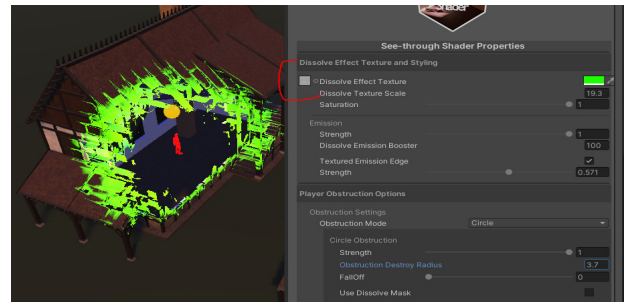 Shader
See-through Shader Properties
Dissolve Effect Texture and Styling
Dissolve Effect Texture
Dissolve Texture Scale 19.3
Saturation 1
Emission
Strength 1
Dissolve Emission Booster 100
Textured Emission Edge
Strength 0.571
Player Obstruction Options
Obstruction Settings
Obstruction Mode Circle
Circle Obstruction
Strength 1
Obstruction Destroy Radius 3.7
FallOff 0
Use Dissolve Mask